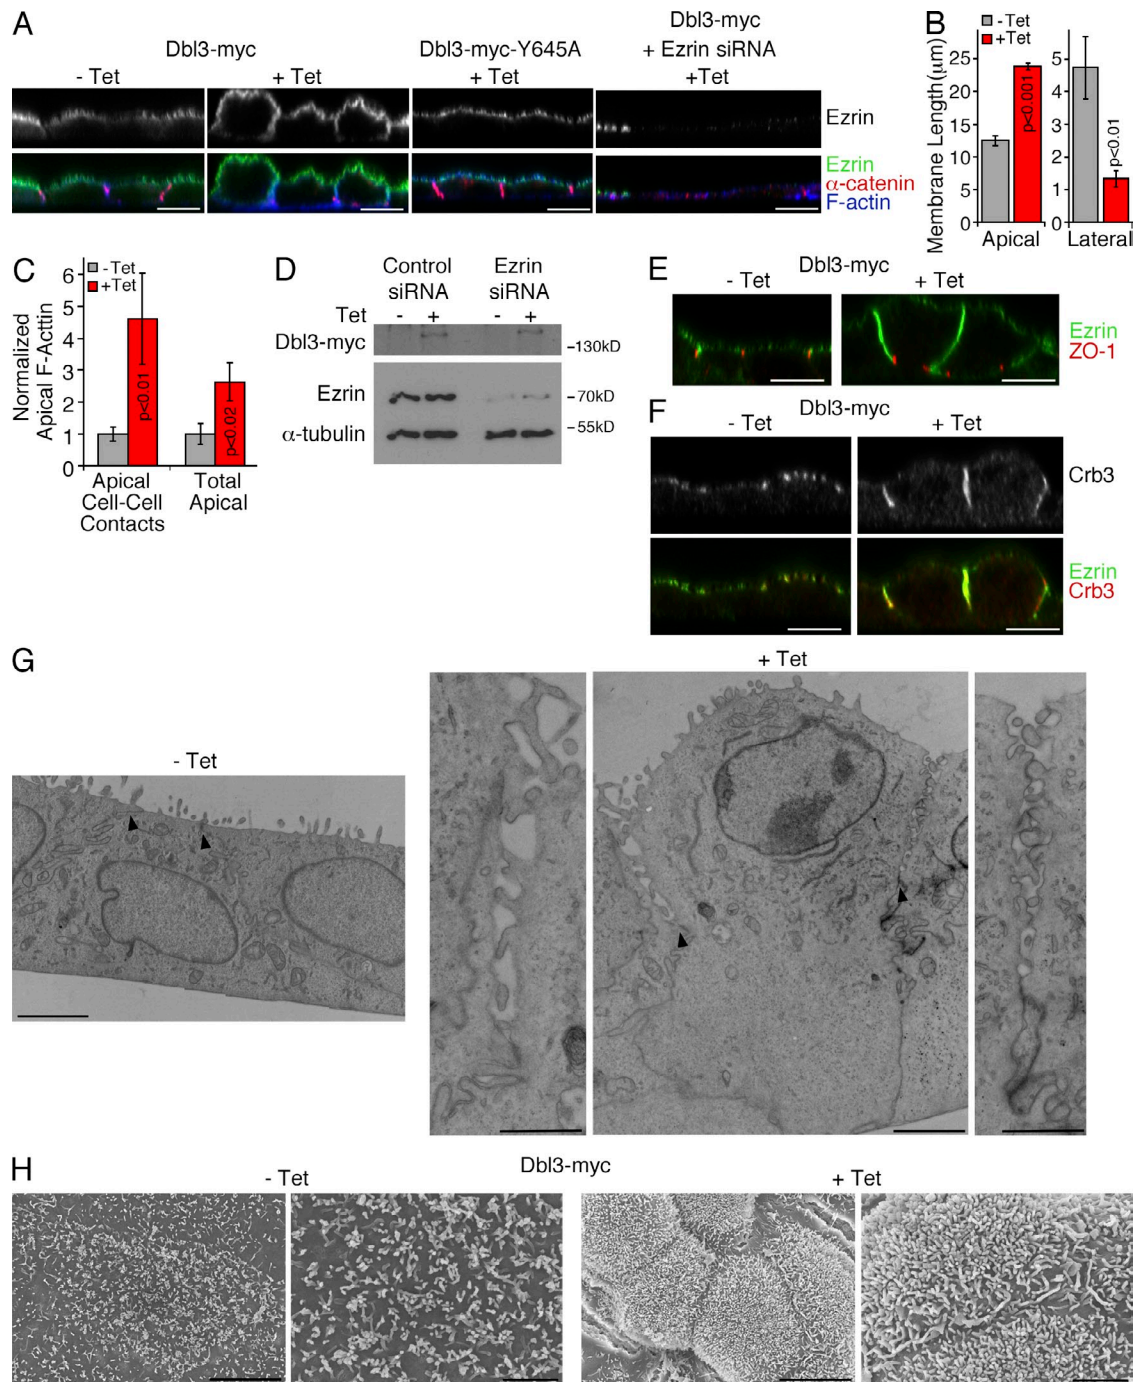 A
Dbl3-myc
- Tet
+ Tet
Dbl3-myc-Y645A
+ Tet
Dbl3-myc
+ Ezrin siRNA
+Tet
Ezrin
Ezrin
α-catenin
F-actin
B
- Tet
+Tet
Membrane Length(μm)
25
20
15
10
5
0
p<0.001
Apical
5
4
3
2
1
0
p<0.01
Lateral
C
- Tet
+Tet
Normalized
Apical F-Acttin
6
5
4
3
2
1
0
p<0.01
p<0.02
Apical
Cell-Cell
Contacts
Total
Apical
D
Control
siRNA
Ezrin
siRNA
Tet - + - +
Dbl3-myc
–130kD
Ezrin
–70kD
α-tubulin
–55kD
E
Dbl3-myc
- Tet
+ Tet
Ezrin
ZO-1
F
Dbl3-myc
- Tet
+ Tet
Crb3
Ezrin
Crb3
G
- Tet
+ Tet
H
Dbl3-myc
- Tet
+ Tet